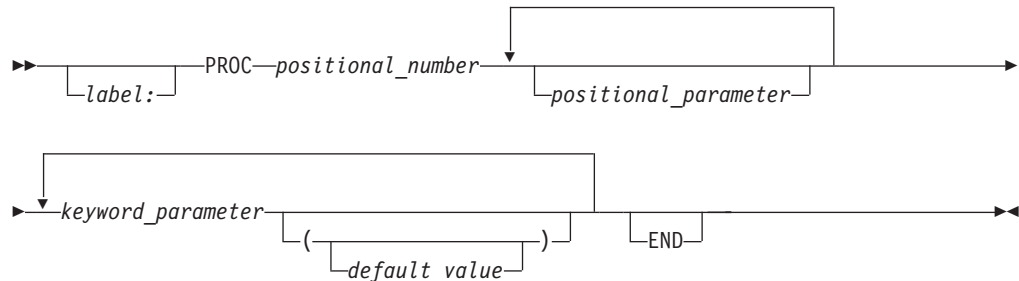 PROC positional_number
label:
positional_parameter
keyword_parameter
( )
END
default value